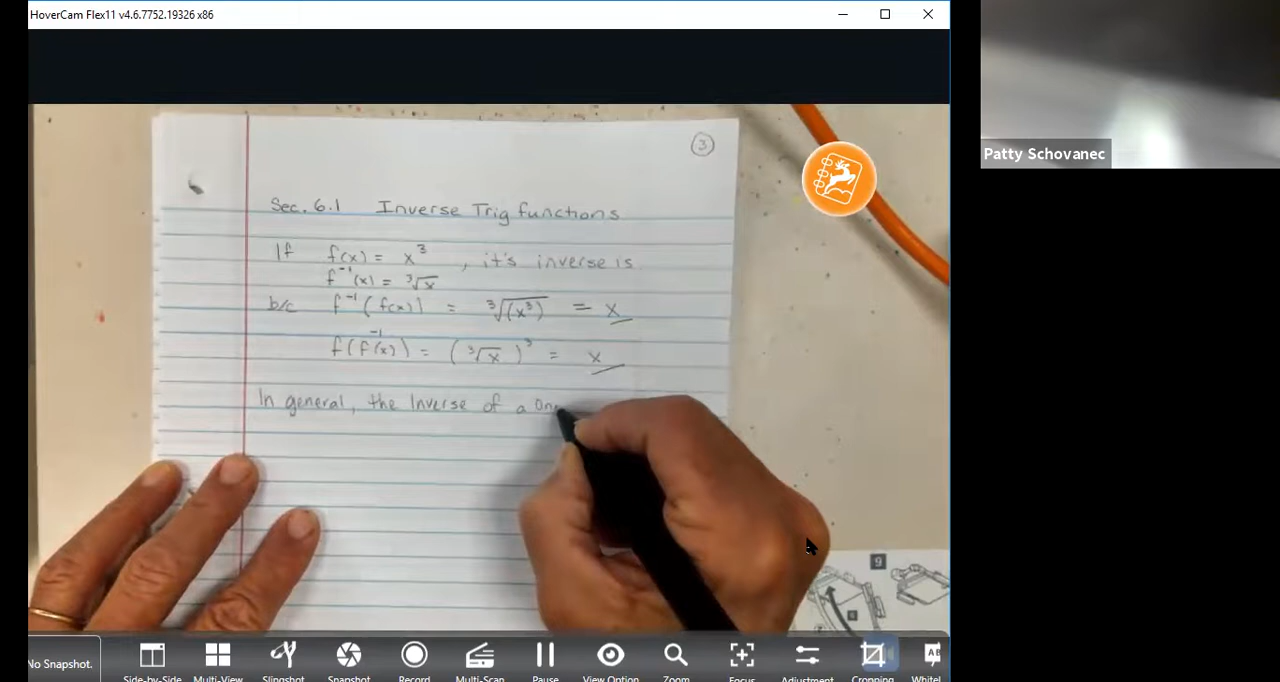 HoverCam Flex11 v4.6.7752.19326 x86
Patty Schovanec
3
Sec. 6.1 Inverse Trig functions
If f(x) = x³, it's inverse is
f⁻¹(x) = ∛x
b/c f⁻¹(f(x)) = ∛(x³) = x
f(f⁻¹(x)) = (∛x)³ = x
In general, the Inverse of a On
9
No Snapshot.
Side-by-Side Multi-View Slingshot Snapshot Record Multi-Scan Pause View Option Zoom Focus Adjustment Cropping Whitel